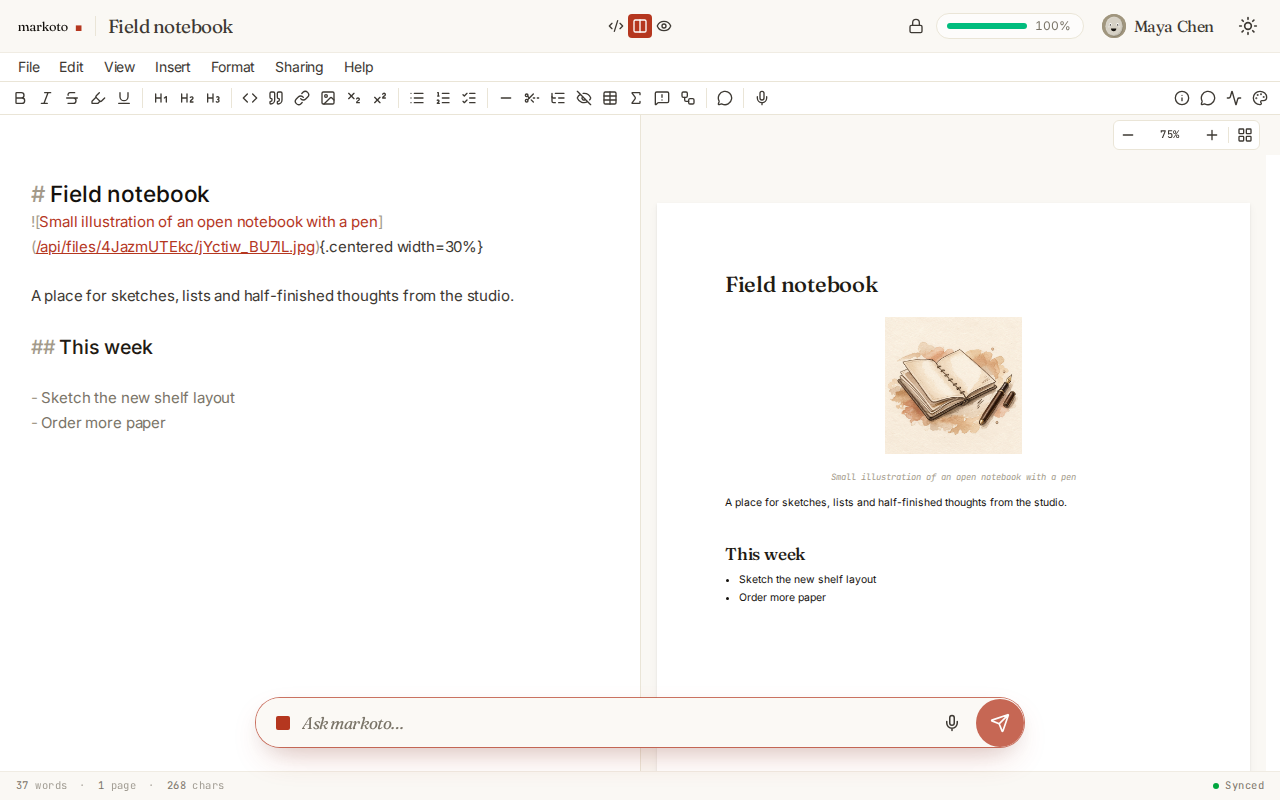 markoto
Field notebook
100%
Maya Chen
File Edit View Insert Format Sharing Help
H1 H2 H3
75%
# Field notebook
![Small illustration of an open notebook with a pen]
(/api/files/4JazmUTEkc/jYctiw_BU7lL.jpg){.centered width=30%}
A place for sketches, lists and half-finished thoughts from the studio.
## This week
- Sketch the new shelf layout
- Order more paper
Field notebook
Small illustration of an open notebook with a pen
A place for sketches, lists and half-finished thoughts from the studio.
This week
• Sketch the new shelf layout
• Order more paper
Ask markoto...
37 words · 1 page · 268 chars
Synced